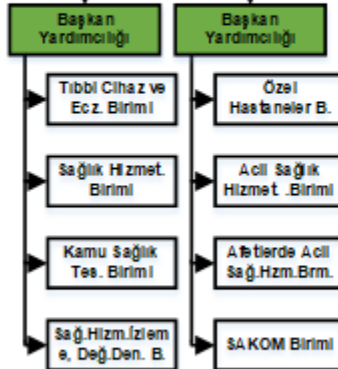 Başkan
Yardımcılığı
Tıbbi Cihaz ve
Ecz. Birimi
Sağlık Hizmet.
Birimi
Kamu Sağlık
Tes. Birimi
Sağ.Hizm.İzlem
e, Değ.Den. B.
Başkan
Yardımcılığı
Özel
Hastaneler B.
Acil Sağlık
Hizmet .Birimi
Afetlerde Acil
Sağ.Hzm.Brm.
SAKOM Birimi